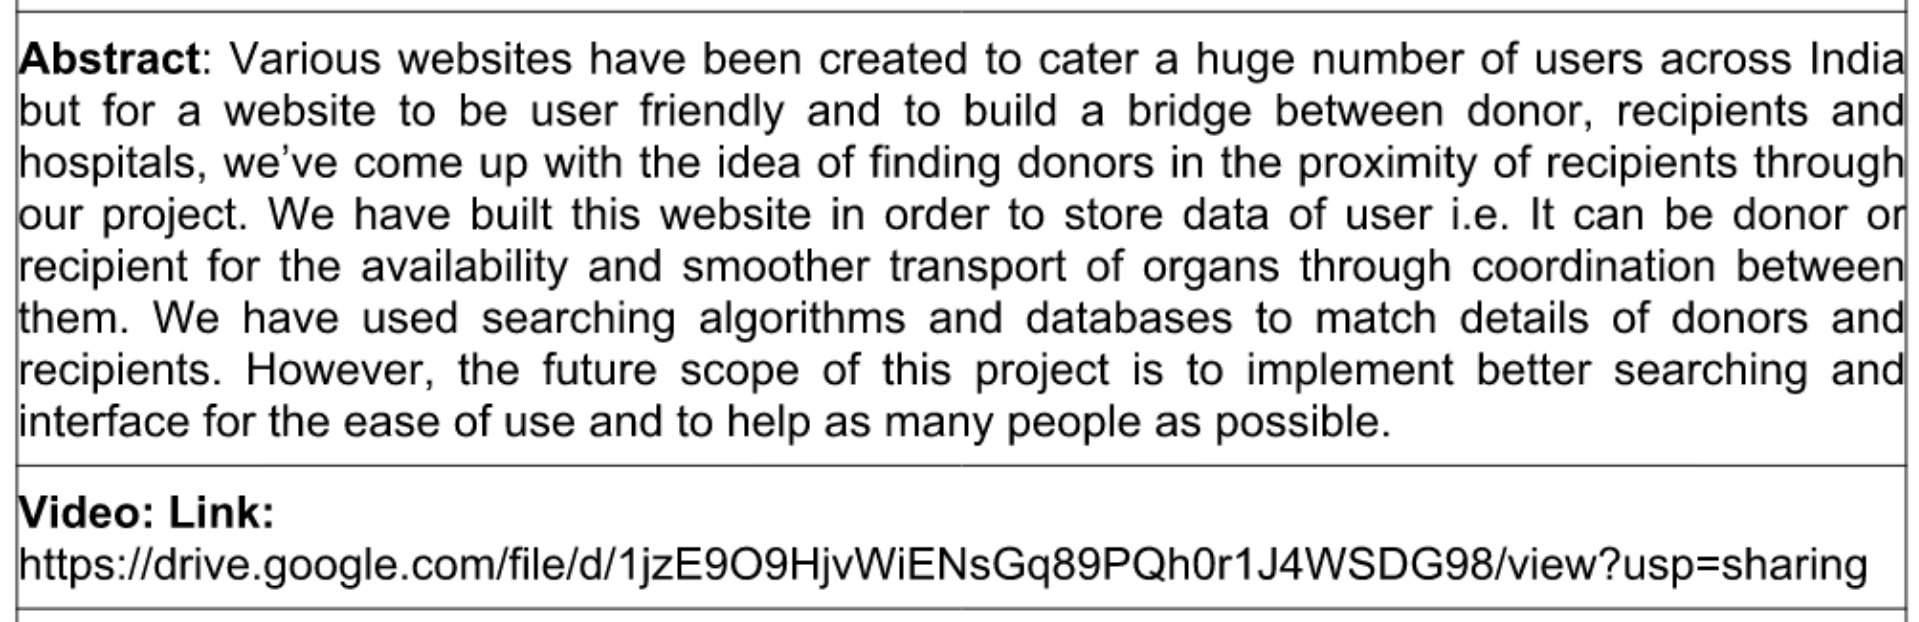 Abstract: Various websites have been created to cater a huge number of users across India
but for a website to be user friendly and to build a bridge between donor, recipients and
hospitals, we’ve come up with the idea of finding donors in the proximity of recipients through
our project. We have built this website in order to store data of user i.e. It can be donor or
recipient for the availability and smoother transport of organs through coordination between
them. We have used searching algorithms and databases to match details of donors and
recipients. However, the future scope of this project is to implement better searching and
interface for the ease of use and to help as many people as possible.
Video: Link:
https://drive.google.com/file/d/1jzE9O9HjvWiENsGq89PQh0r1J4WSDG98/view?usp=sharing